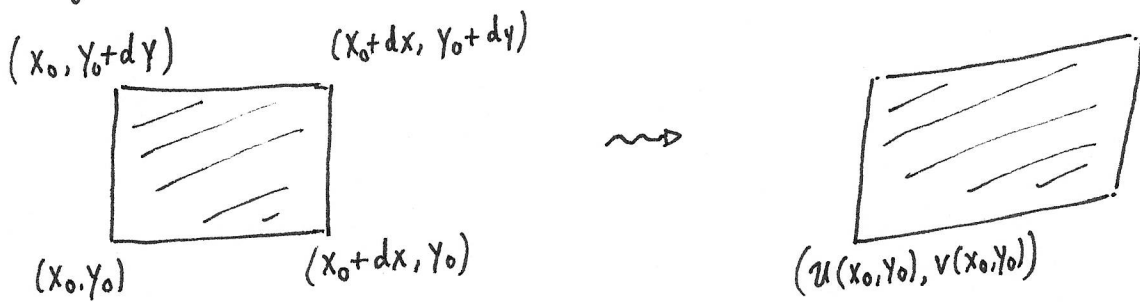 (x₀, y₀+dy) (x₀+dx, y₀+dy)
(x₀, y₀) (x₀+dx, y₀) (u(x₀,y₀), v(x₀,y₀))